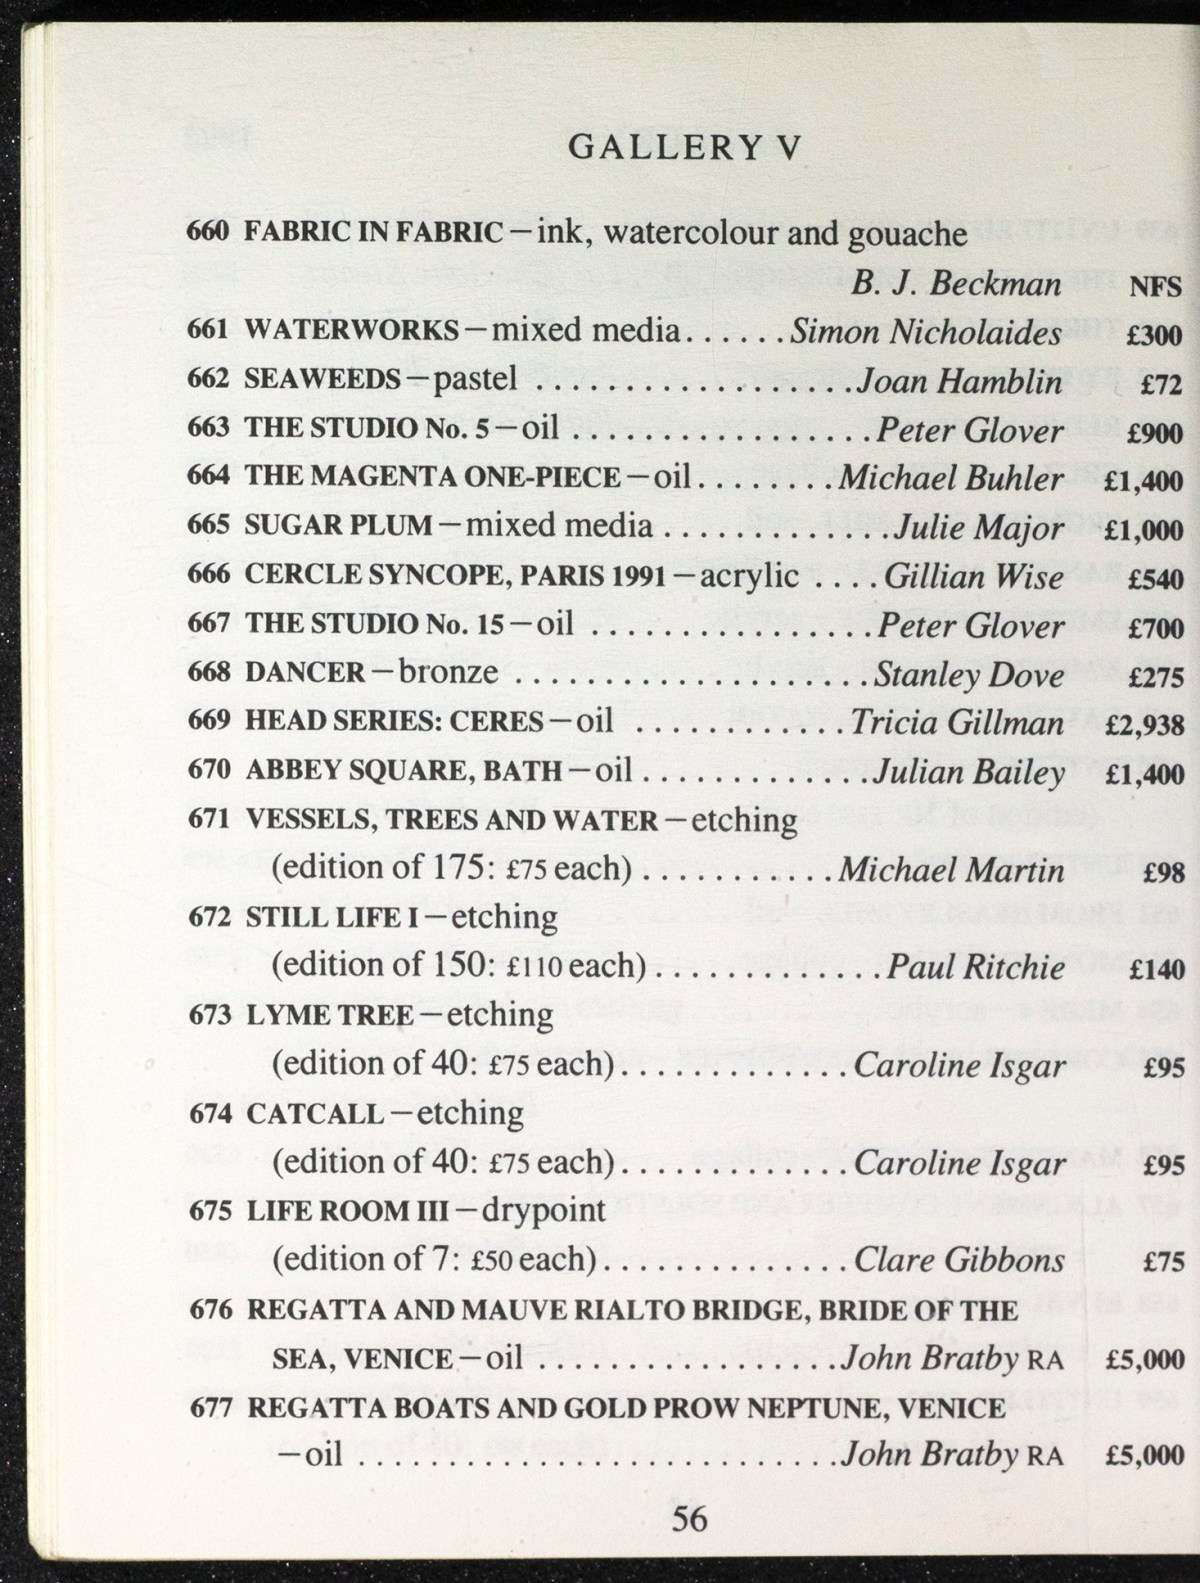 GALLERY V
660 FABRIC IN FABRIC—ink, watercolour and gouache
B. J. Beckman NFS
661 WATERWORKS—mixed media. . . . . . Simon Nicholaides £300
662 SEAWEEDS—pastel . . . . . . . . . . . . . . . . . . Joan Hamblin £72
663 THE STUDIO No. 5—oil . . . . . . . . . . . . . . . . . . Peter Glover £900
664 THE MAGENTA ONE-PIECE—oil. . . . . . . . Michael Buhler £1,400
665 SUGAR PLUM—mixed media . . . . . . . . . . . . . Julie Major £1,000
666 CERCLE SYNCOPE, PARIS 1991—acrylic . . . . Gillian Wise £540
667 THE STUDIO No. 15—oil . . . . . . . . . . . . . . . . . Peter Glover £700
668 DANCER—bronze . . . . . . . . . . . . . . . . . . . . . Stanley Dove £275
669 HEAD SERIES: CERES—oil . . . . . . . . . . . . Tricia Gillman £2,938
670 ABBEY SQUARE, BATH—oil . . . . . . . . . . . . . Julian Bailey £1,400
671 VESSELS, TREES AND WATER—etching
(edition of 175: £75 each) . . . . . . . . . . . Michael Martin £98
672 STILL LIFE I—etching
(edition of 150: £110 each) . . . . . . . . . . . . . Paul Ritchie £140
673 LYME TREE—etching
(edition of 40: £75 each). . . . . . . . . . . . . Caroline Isgar £95
674 CATCALL—etching
(edition of 40: £75 each). . . . . . . . . . . . . Caroline Isgar £95
675 LIFE ROOM III—drypoint
(edition of 7: £50 each). . . . . . . . . . . . . . Clare Gibbons £75
676 REGATTA AND MAUVE RIALTO BRIDGE, BRIDE OF THE
SEA, VENICE—oil . . . . . . . . . . . . . . . . . . John Bratby RA £5,000
677 REGATTA BOATS AND GOLD PROW NEPTUNE, VENICE
—oil . . . . . . . . . . . . . . . . . . . . . . . . . . . . John Bratby RA £5,000
56